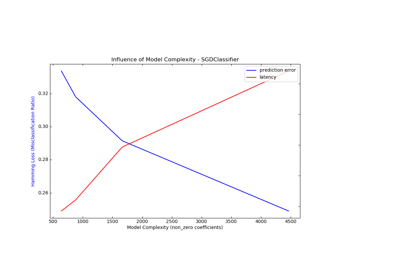 Influence of Model Complexity - SGDClassifier
prediction error
latency
Hamming Loss (Misclassification Ratio)
0.32
0.30
0.28
0.26
500 1000 1500 2000 2500 3000 3500 4000 4500
Model Complexity (non_zero coefficients)